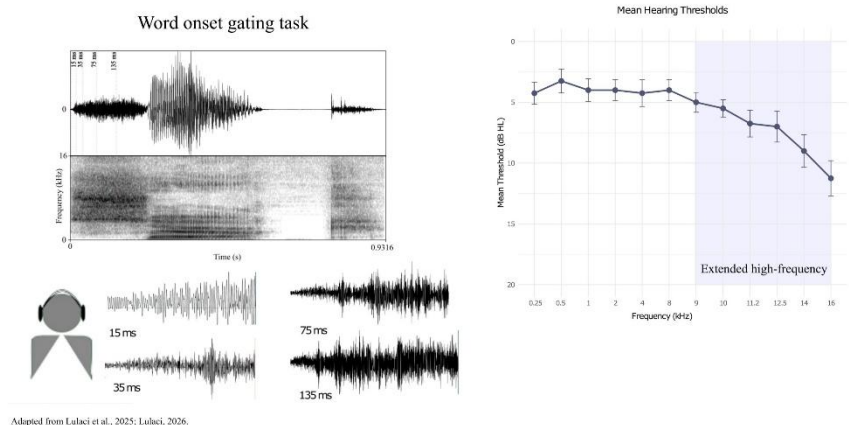 Word onset gating task
15 ms
35 ms
75 ms
135 ms
0
16
Frequency (kHz)
0
0
0.9316
Time (s)
15 ms
75 ms
35 ms
135 ms
Adapted from Lulaci et al., 2025; Lulaci, 2026.
Mean Hearing Thresholds
0
5
10
15
20
Mean Threshold (dB HL)
Extended high-frequency
0.25 0.5 1 2 4 8 9 10 11.2 12.5 14 16
Frequency (kHz)